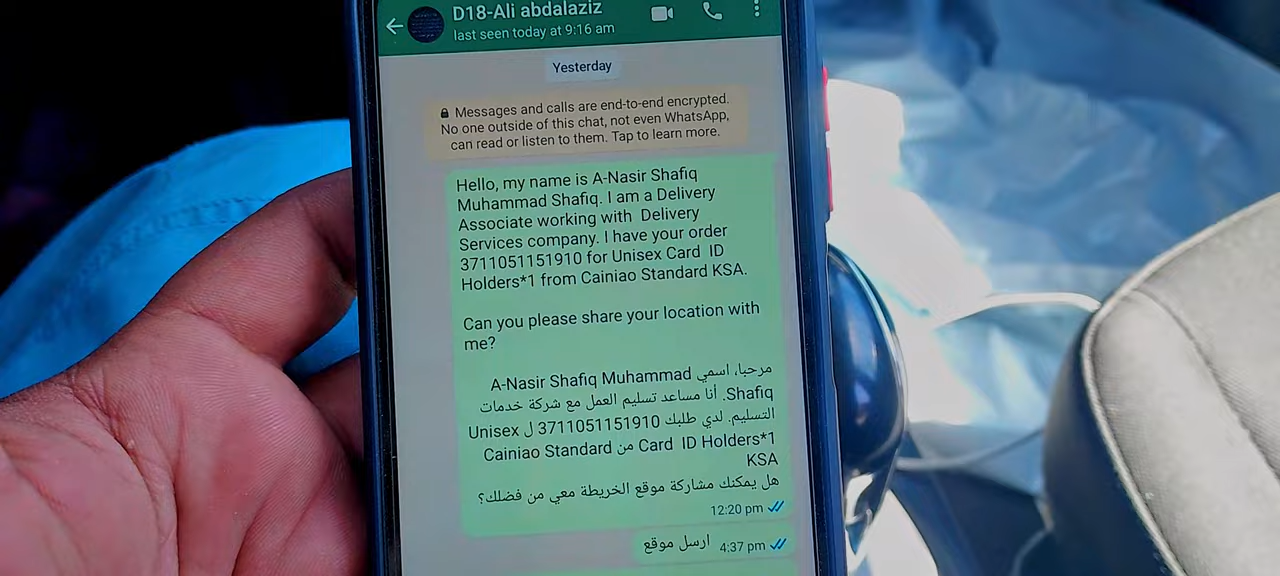 D18-Ali abdalaziz
last seen today at 9:16 am
Yesterday
Messages and calls are end-to-end encrypted.
No one outside of this chat, not even WhatsApp,
can read or listen to them. Tap to learn more.
Hello, my name is A-Nasir Shafiq
Muhammad Shafiq. I am a Delivery
Associate working with Delivery
Services company. I have your order
3711051151910 for Unisex Card ID
Holders*1 from Cainiao Standard KSA.
Can you please share your location with
me?
مرحبا، اسمي A-Nasir Shafiq Muhammad
Shafiq. أنا مساعد تسليم العمل مع شركة خدمات
التسليم. لدي طلبك 3711051151910 ل Unisex
Card ID Holders*1 من Cainiao Standard
KSA
هل يمكنك مشاركة موقع الخريطة معي من فضلك؟
12:20 pm
ارسل موقع
4:37 pm